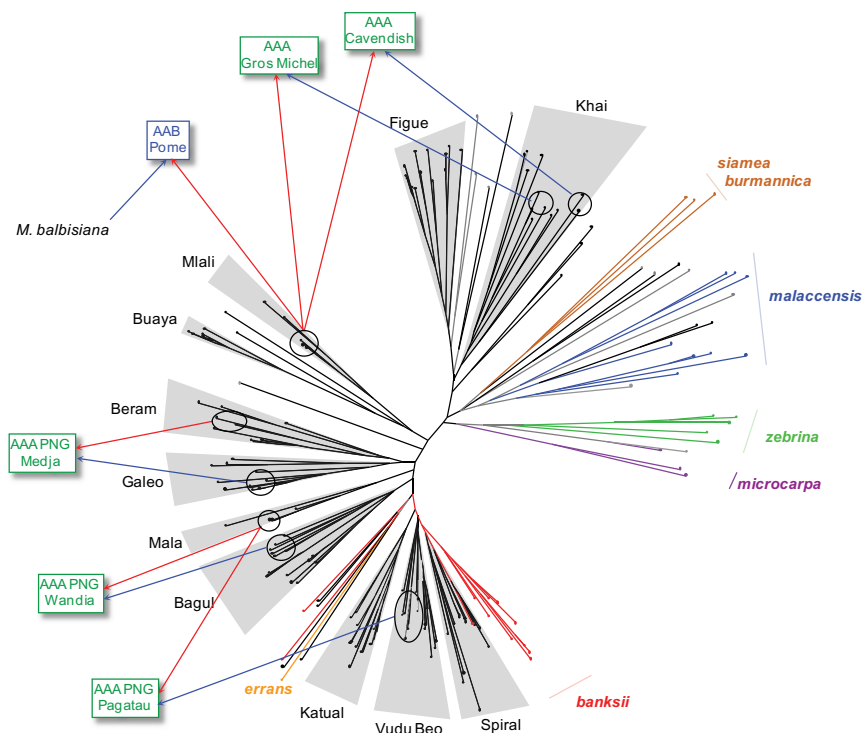 AAA
Cavendish
AAA
Gros Michel
Khai
Figue
AAB
Pome
siamea
burmannica
M. balbisiana
Mlali
malaccensis
Buaya
Beram
AAA PNG
Medja
zebrina
Galeo
microcarpa
Mala
AAA PNG
Wandia
Bagul
AAA PNG
Pagatau
errans
banksii
Katual
Vudu Beo
Spiral